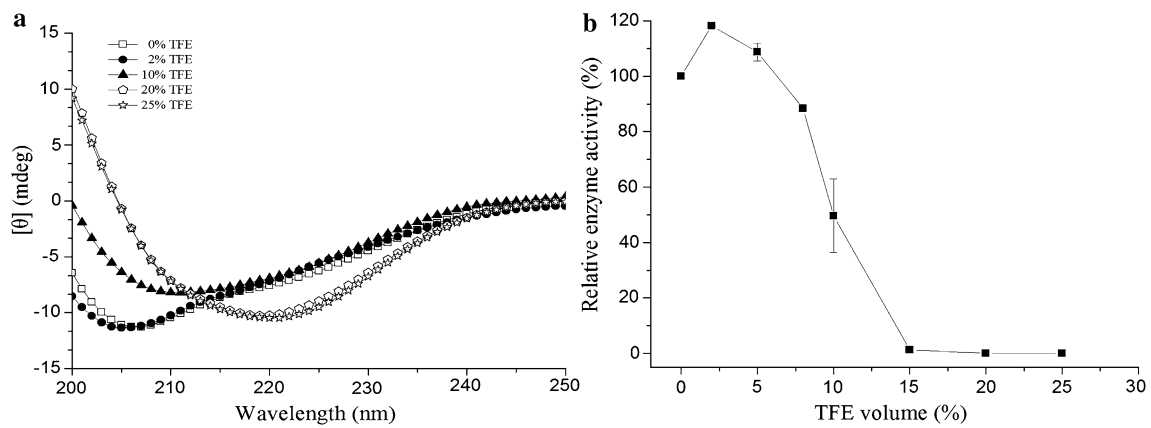 a
15
10
5
0
-5
-10
-15
[θ] (mdeg)
0% TFE
2% TFE
10% TFE
20% TFE
25% TFE
200 210 220 230 240 250
Wavelength (nm)
b
120
100
80
60
40
20
0
Relative enzyme activity (%)
0 5 10 15 20 25 30
TFE volume (%)